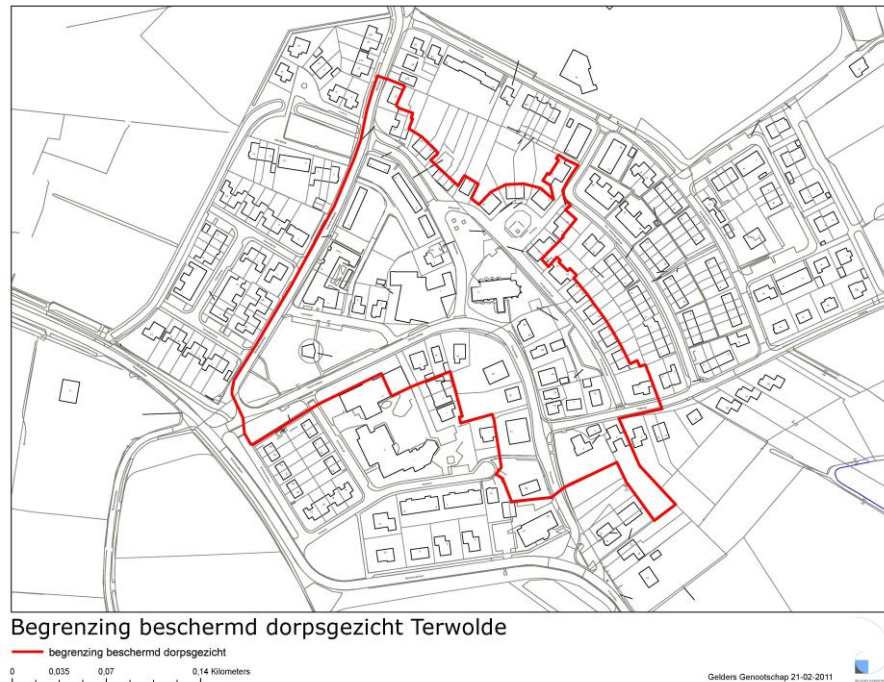 Begrenzing beschermd dorpsgezicht Terwolde
begrenzing beschermd dorpsgezicht
0 0,035 0,07 0,14 Kilometers
Gelders Genootschap 21-02-2011